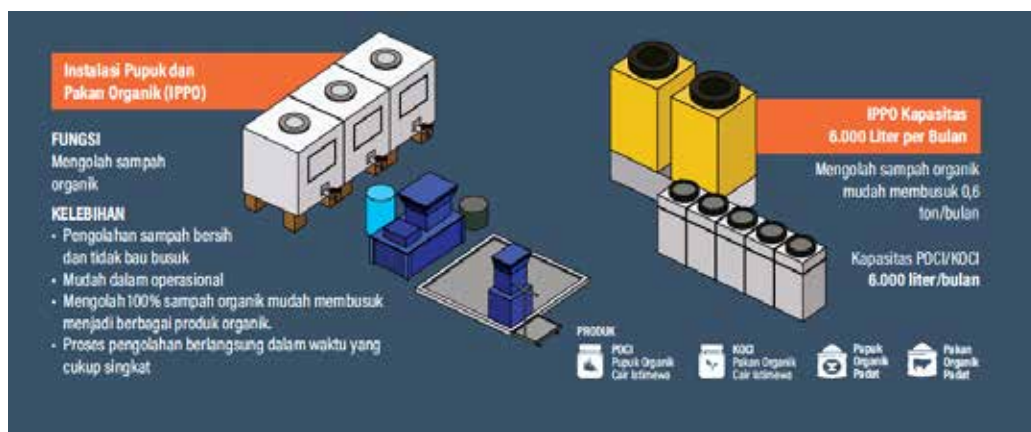 Instalasi Pupuk dan
Pakan Organik (IPPO)
FUNGSI
Mengolah sampah
organik
KELEBIHAN
• Pengolahan sampah bersih
dan tidak bau busuk
• Mudah dalam operasional
• Mengolah 100% sampah organik mudah membusuk
menjadi berbagai produk organik.
• Proses pengolahan berlangsung dalam waktu yang
cukup singkat
IPPO Kapasitas
6.000 Liter per Bulan
Mengolah sampah organik
mudah membusuk 0,6
ton/bulan
Kapasitas POCI/KOCI
6.000 liter/bulan
PRODUK
POCI
Pupuk Organik
Cair Istimewa
KOCI
Pakan Organik
Cair Istimewa
Pupuk
Organik
Padat
Pakan
Organik
Padat